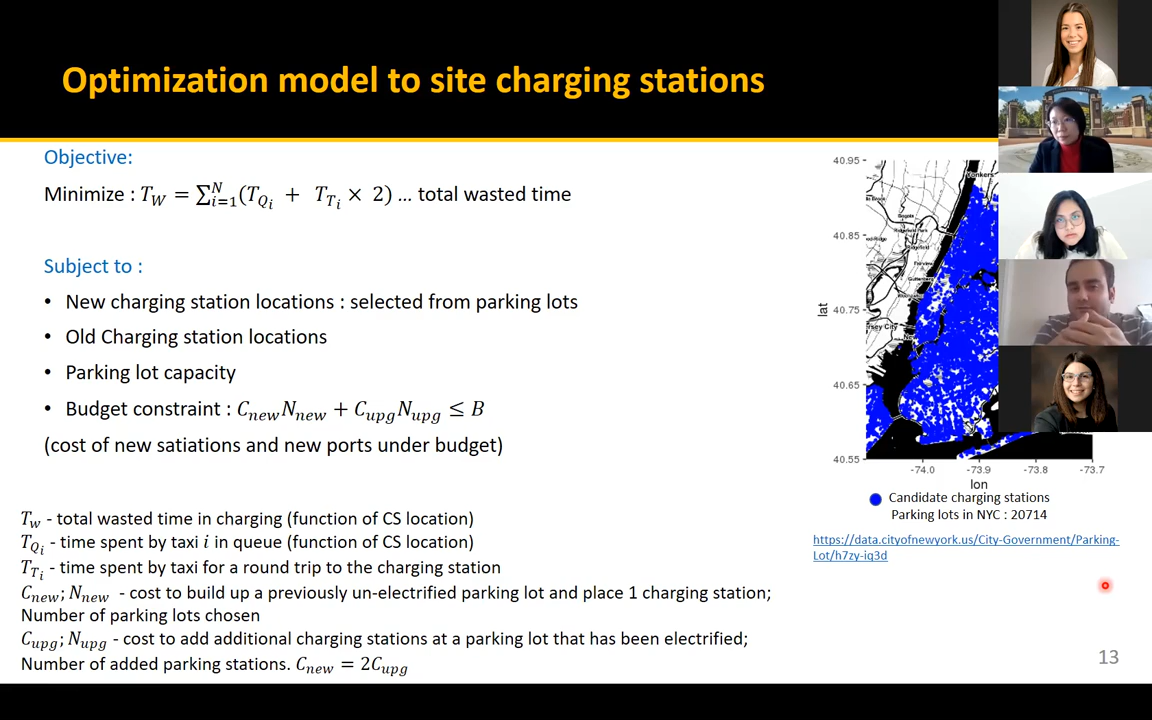 Optimization model to site charging stations
Objective:
Minimize : T_W = ∑_{i=1}^{N}(T_{Q_i} + T_{T_i} × 2) ... total wasted time
Subject to :
• New charging station locations : selected from parking lots
• Old Charging station locations
• Parking lot capacity
• Budget constraint : C_{new}N_{new} + C_{upg}N_{upg} ≤ B
(cost of new satiations and new ports under budget)
T_w - total wasted time in charging (function of CS location)
T_{Q_i} - time spent by taxi i in queue (function of CS location)
T_{T_i} - time spent by taxi for a round trip to the charging station
C_{new}; N_{new} - cost to build up a previously un-electrified parking lot and place 1 charging station;
Number of parking lots chosen
C_{upg}; N_{upg} - cost to add additional charging stations at a parking lot that has been electrified;
Number of added parking stations. C_{new} = 2C_{upg}
40.95
40.85
40.75
40.65
40.55
lat
Yonkers
Ridgefield
sey City
-74.0 -73.9 -73.8 -73.7
lon
Candidate charging stations
Parking lots in NYC : 20714
https://data.cityofnewyork.us/City-Government/Parking-
Lot/h7zy-iq3d
13